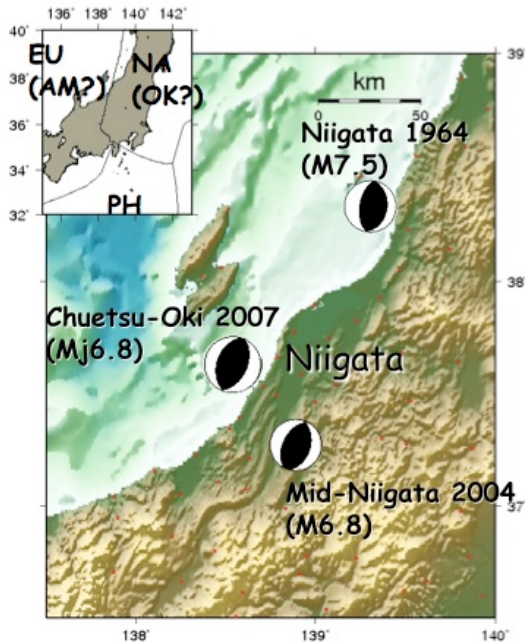 136˚ 138˚ 140˚ 142˚
40˚
38˚
36˚
34˚
32˚
EU
(AM?)
NA
(OK?)
PH
39˚
km
0 50
Niigata 1964
(M7.5)
38˚
Chuetsu-Oki 2007
(Mj6.8)
Niigata
Mid-Niigata 2004
(M6.8)
37˚
138˚ 139˚ 140˚